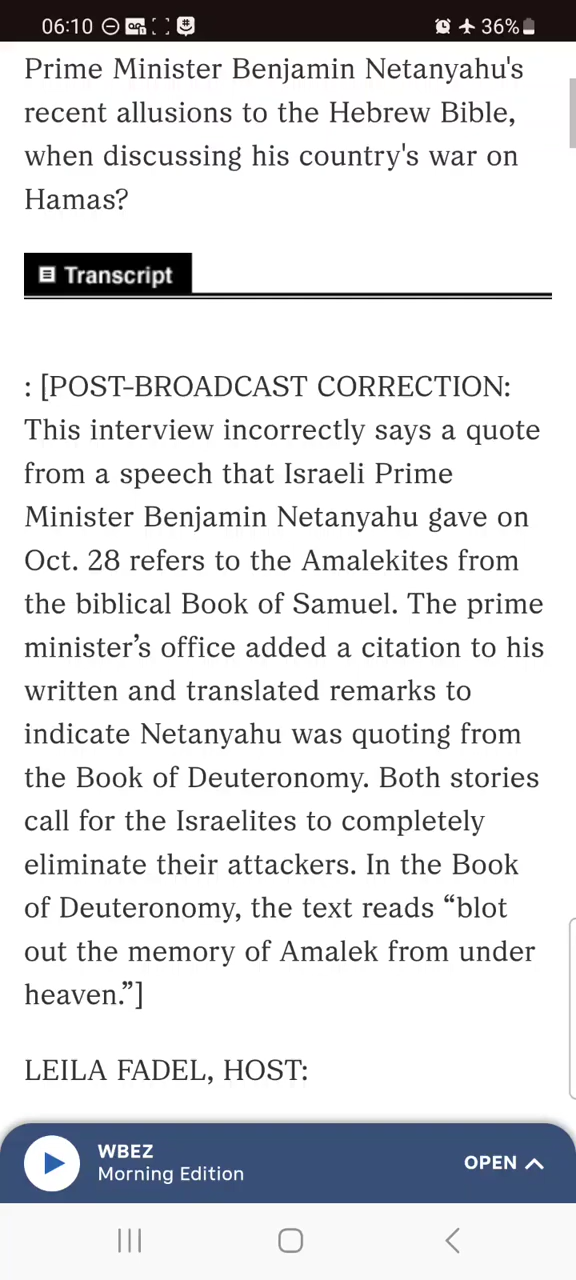 06:10 36%
Prime Minister Benjamin Netanyahu's
recent allusions to the Hebrew Bible,
when discussing his country's war on
Hamas?
Transcript
: [POST-BROADCAST CORRECTION:
This interview incorrectly says a quote
from a speech that Israeli Prime
Minister Benjamin Netanyahu gave on
Oct. 28 refers to the Amalekites from
the biblical Book of Samuel. The prime
minister’s office added a citation to his
written and translated remarks to
indicate Netanyahu was quoting from
the Book of Deuteronomy. Both stories
call for the Israelites to completely
eliminate their attackers. In the Book
of Deuteronomy, the text reads “blot
out the memory of Amalek from under
heaven.”]
LEILA FADEL, HOST:
WBEZ
Morning Edition
OPEN